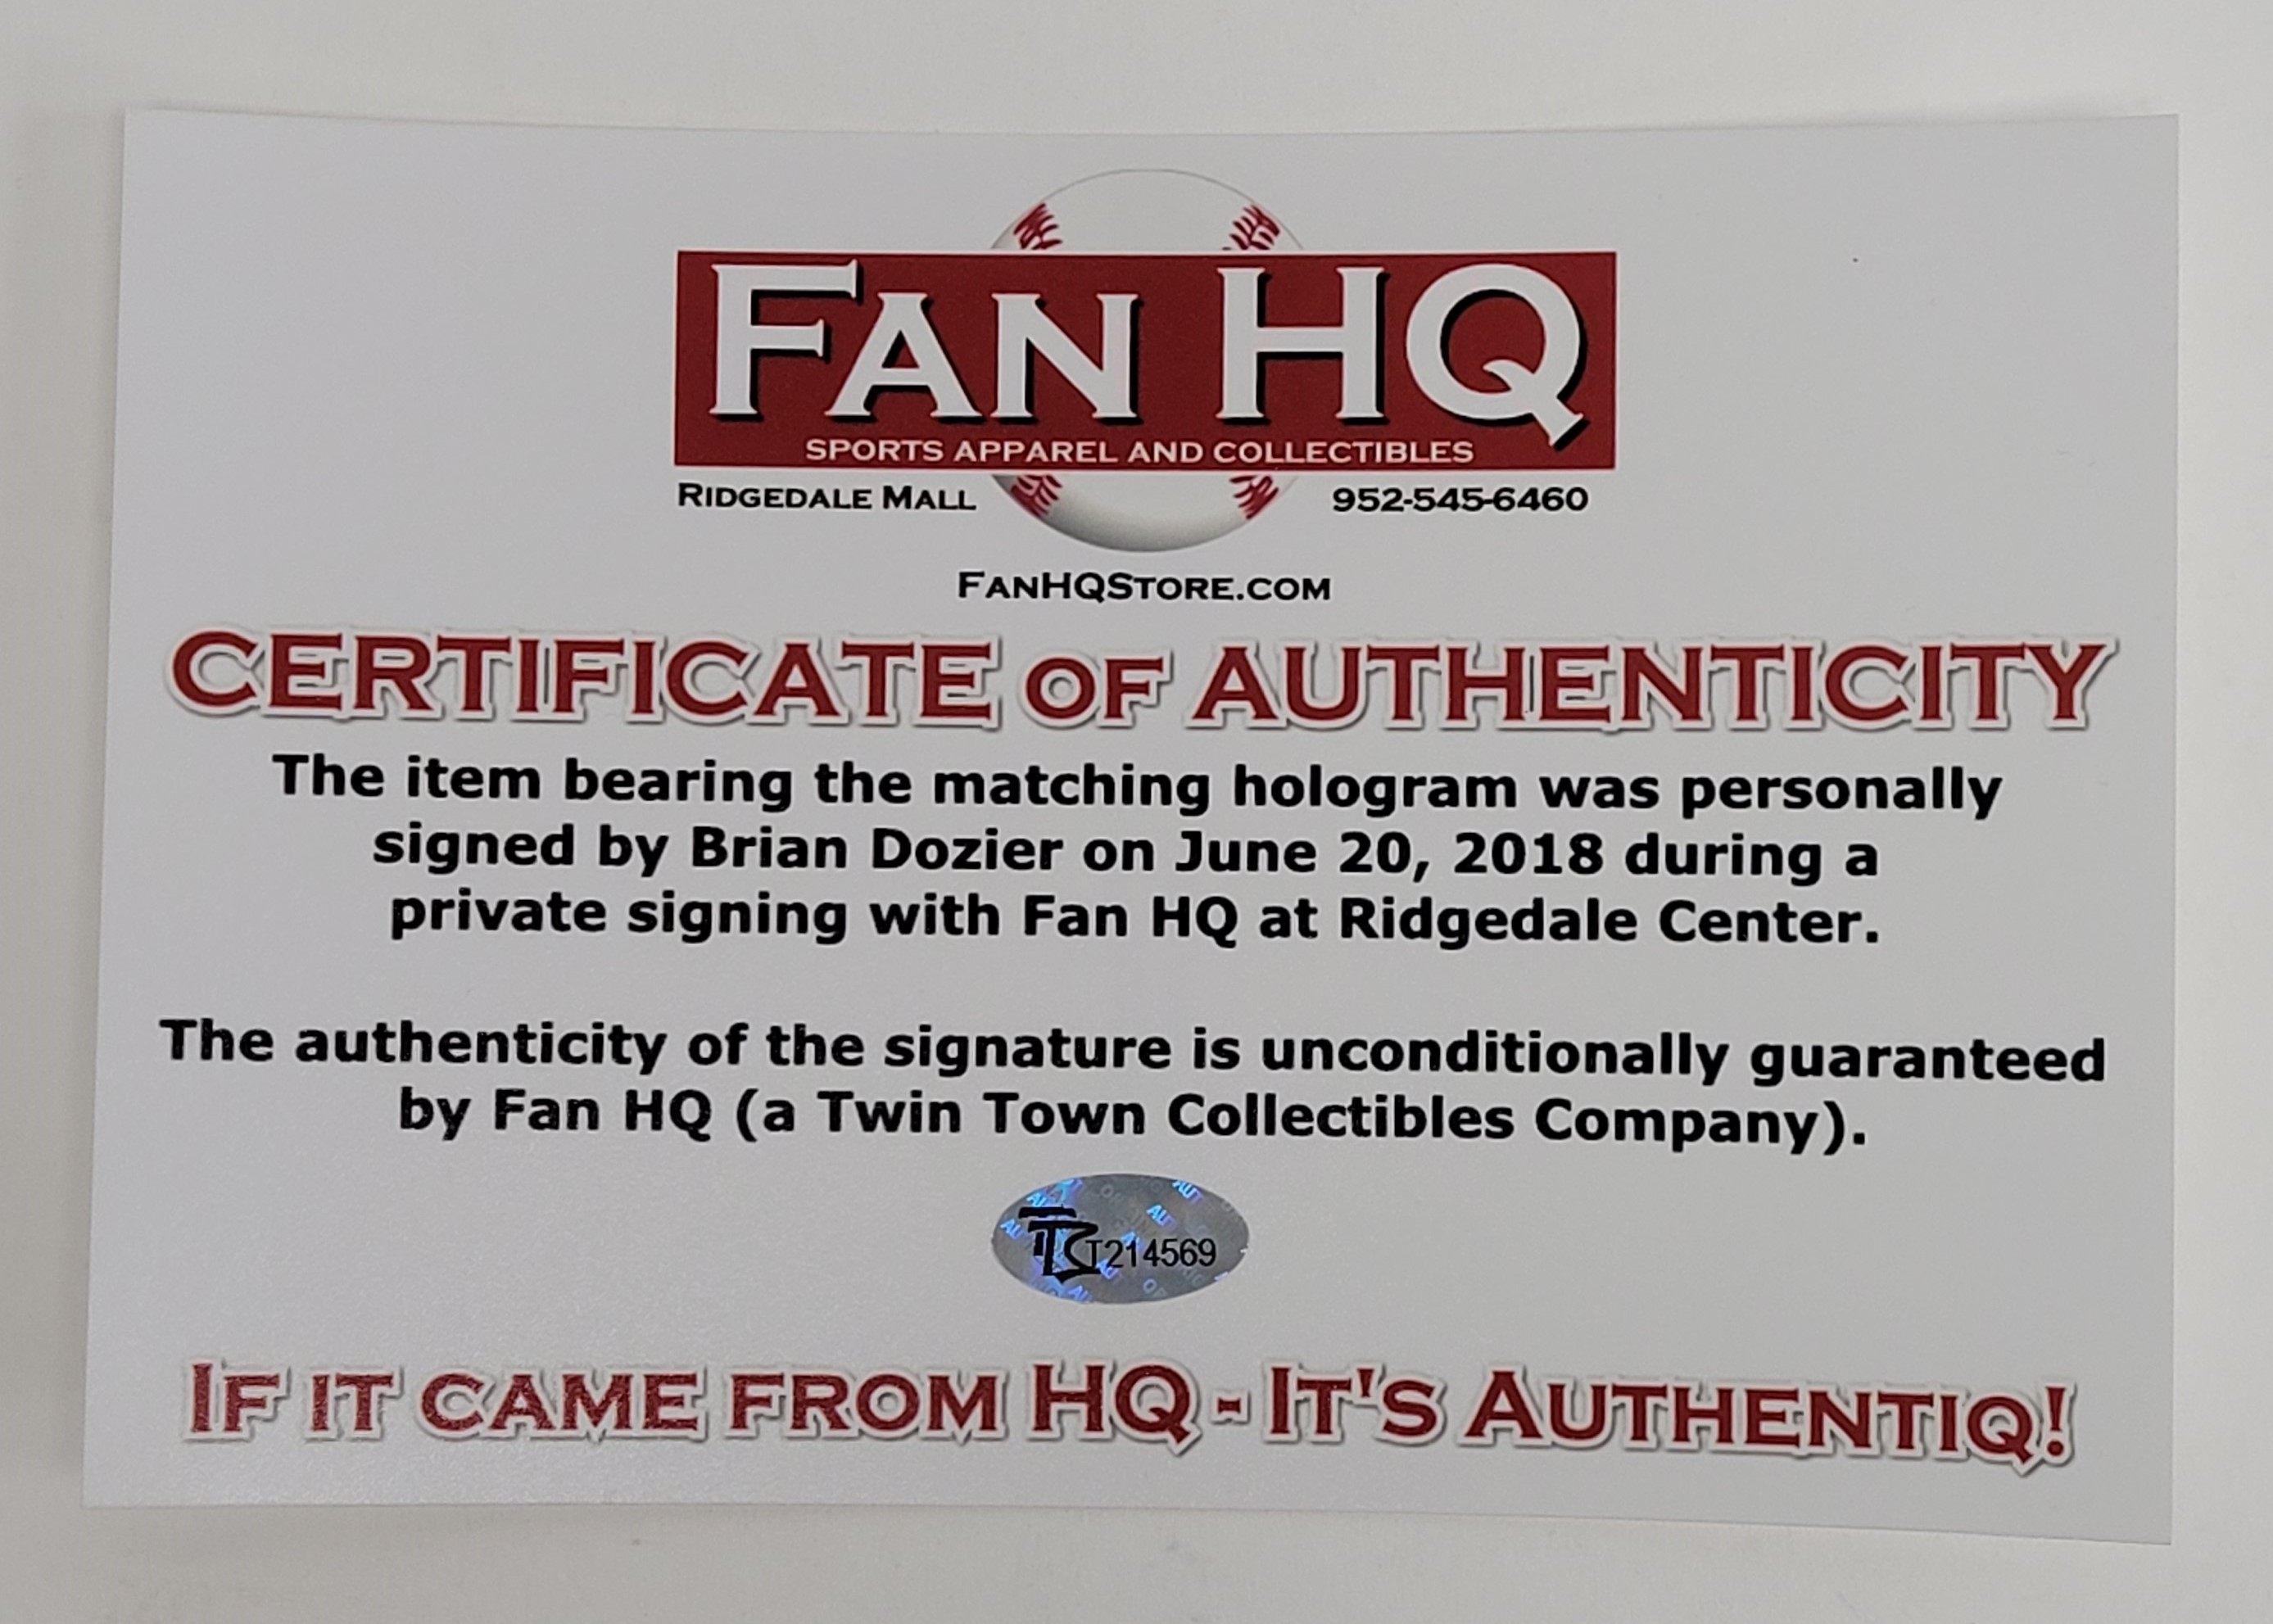 FAN HQ
SPORTS APPAREL AND COLLECTIBLES
RIDGEDALE MALL 952-545-6460
FANHQSTORE.COM
CERTIFICATE OF AUTHENTICITY
The item bearing the matching hologram was personally
signed by Brian Dozier on June 20, 2018 during a
private signing with Fan HQ at Ridgedale Center.
The authenticity of the signature is unconditionally guaranteed
by Fan HQ (a Twin Town Collectibles Company).
T214569
IF IT CAME FROM HQ - IT'S AUTHENTIQ!